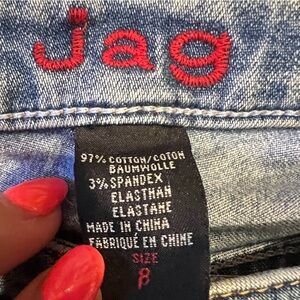 jag
97% COTTON/COTON
BAUMWOLLE
3% SPANDEX
ELASTHAN
ELASTANE
MADE IN CHINA
FABRIQUÉ EN CHINE
SIZE
8